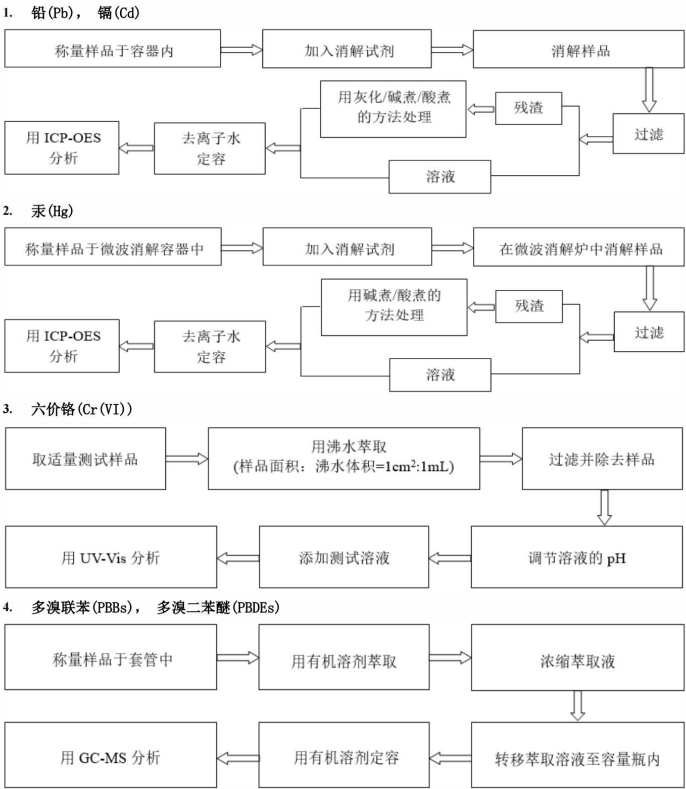 1. 铅(Pb), 镉(Cd)
称量样品于容器内
加入消解试剂
消解样品
过滤
残渣
用灰化/碱煮/酸煮
的方法处理
溶液
去离子水
定容
用 ICP-OES
分析
2. 汞(Hg)
称量样品于微波消解容器中
加入消解试剂
在微波消解炉中消解样品
过滤
残渣
用碱煮/酸煮的
方法处理
溶液
去离子水
定容
用 ICP-OES
分析
3. 六价铬(Cr(VI))
取适量测试样品
用沸水萃取
(样品面积：沸水体积=1cm²:1mL)
过滤并除去样品
调节溶液的 pH
添加测试溶液
用 UV-Vis 分析
4. 多溴联苯(PBBs), 多溴二苯醚(PBDEs)
称量样品于套管中
用有机溶剂萃取
浓缩萃取液
转移萃取溶液至容量瓶内
用有机溶剂定容
用 GC-MS 分析